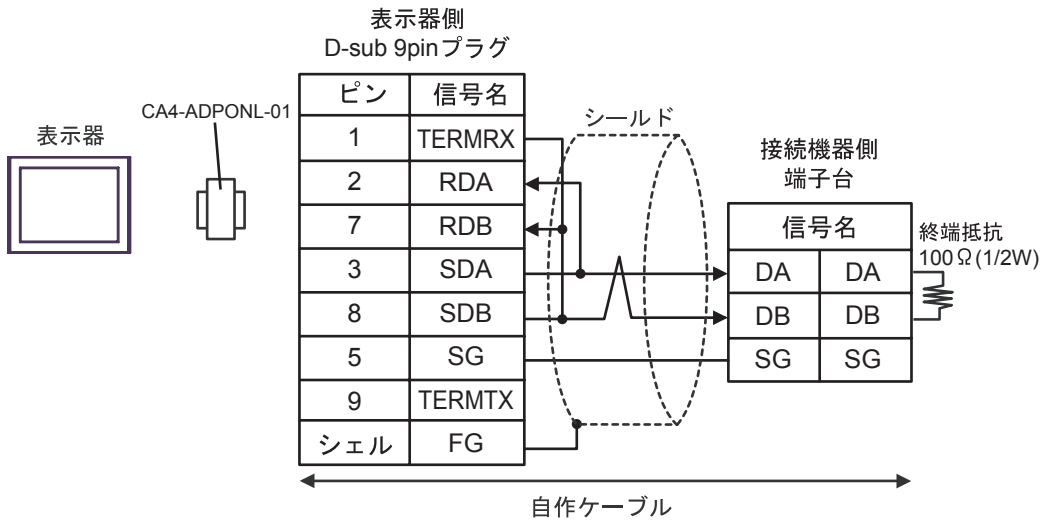 表示器側
D-sub 9pinプラグ
CA4-ADPONL-01
表示器
ピン 信号名
1 TERMRX
2 RDA
7 RDB
3 SDA
8 SDB
5 SG
9 TERMTX
シェル FG
シールド
接続機器側
端子台
信号名
DA DA
DB DB
SG SG
終端抵抗
100Ω(1/2W)
自作ケーブル